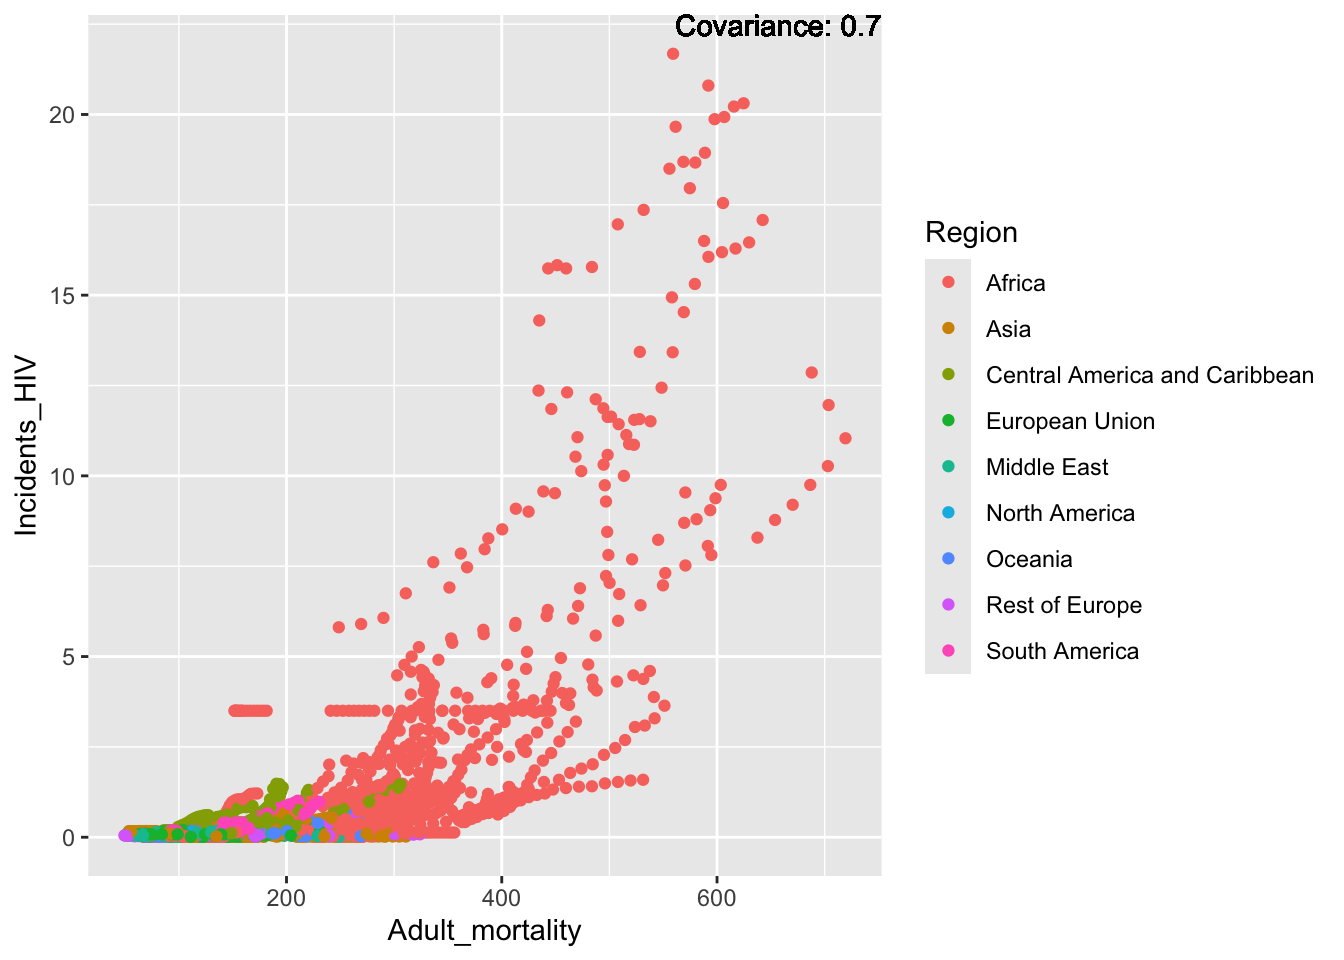 Covariance: 0.7
20
15
10
5
0
Incidents_HIV
200
400
600
Adult_mortality
Region
Africa
Asia
Central America and Caribbean
European Union
Middle East
North America
Oceania
Rest of Europe
South America